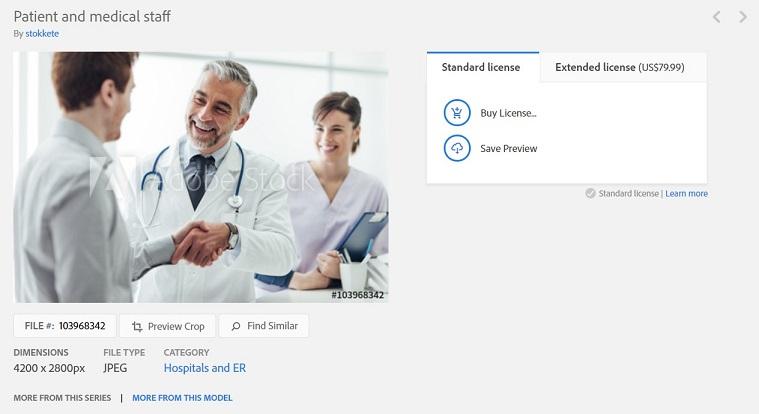 Patient and medical staff
By stokkete
Standard license
Extended license (US$79.99)
Buy License...
Save Preview
Standard license | Learn more
Adobe Stock
#103968342
FILE #: 103968342
Preview Crop
Find Similar
DIMENSIONS
FILE TYPE
CATEGORY
4200 x 2800px
JPEG
Hospitals and ER
MORE FROM THIS SERIES | MORE FROM THIS MODEL